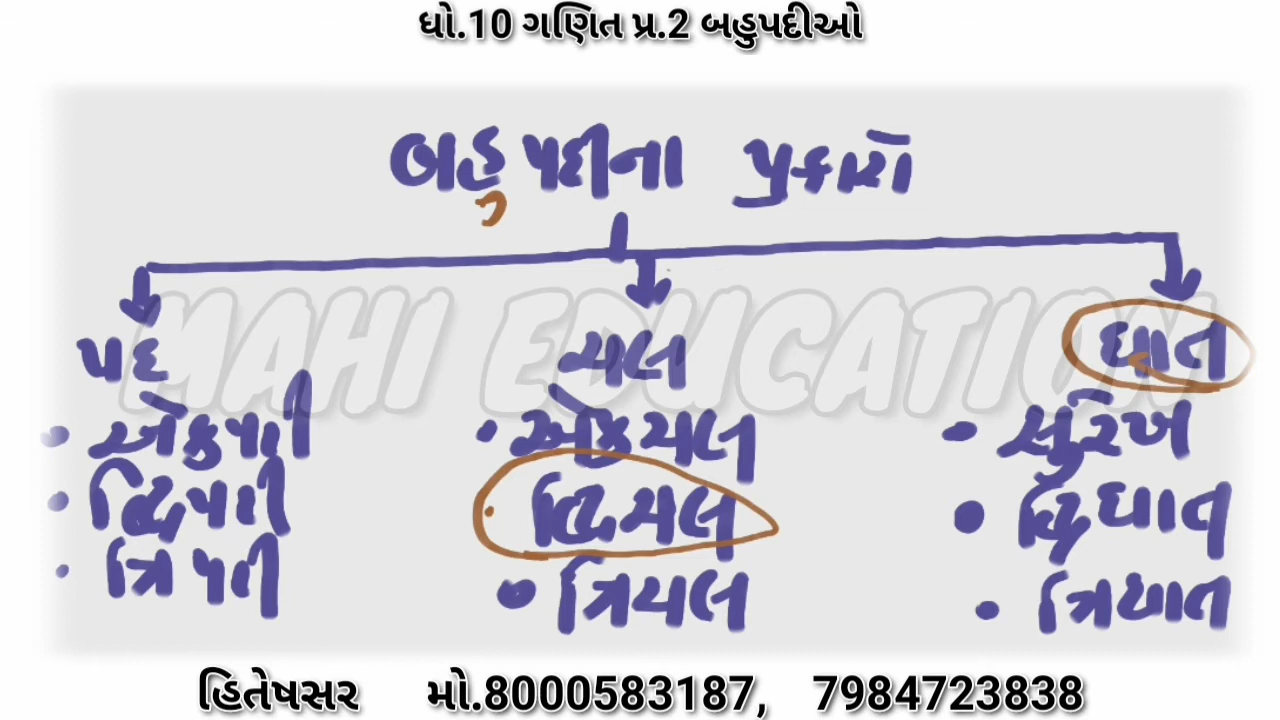 ધો.10 ગણિત પ્ર.2 બહુપદીઓ
બહુપદીના પ્રકારો
MAHI EDUCATION
પદ ચલ ઘાત
• એકપદી • એકચલ • સુરેખ
• દ્વિપદી • દ્વિચલ • દ્વિઘાત
• ત્રિપદી • ત્રિચલ • ત્રિઘાત
હિતેષસર મો.8000583187, 7984723838